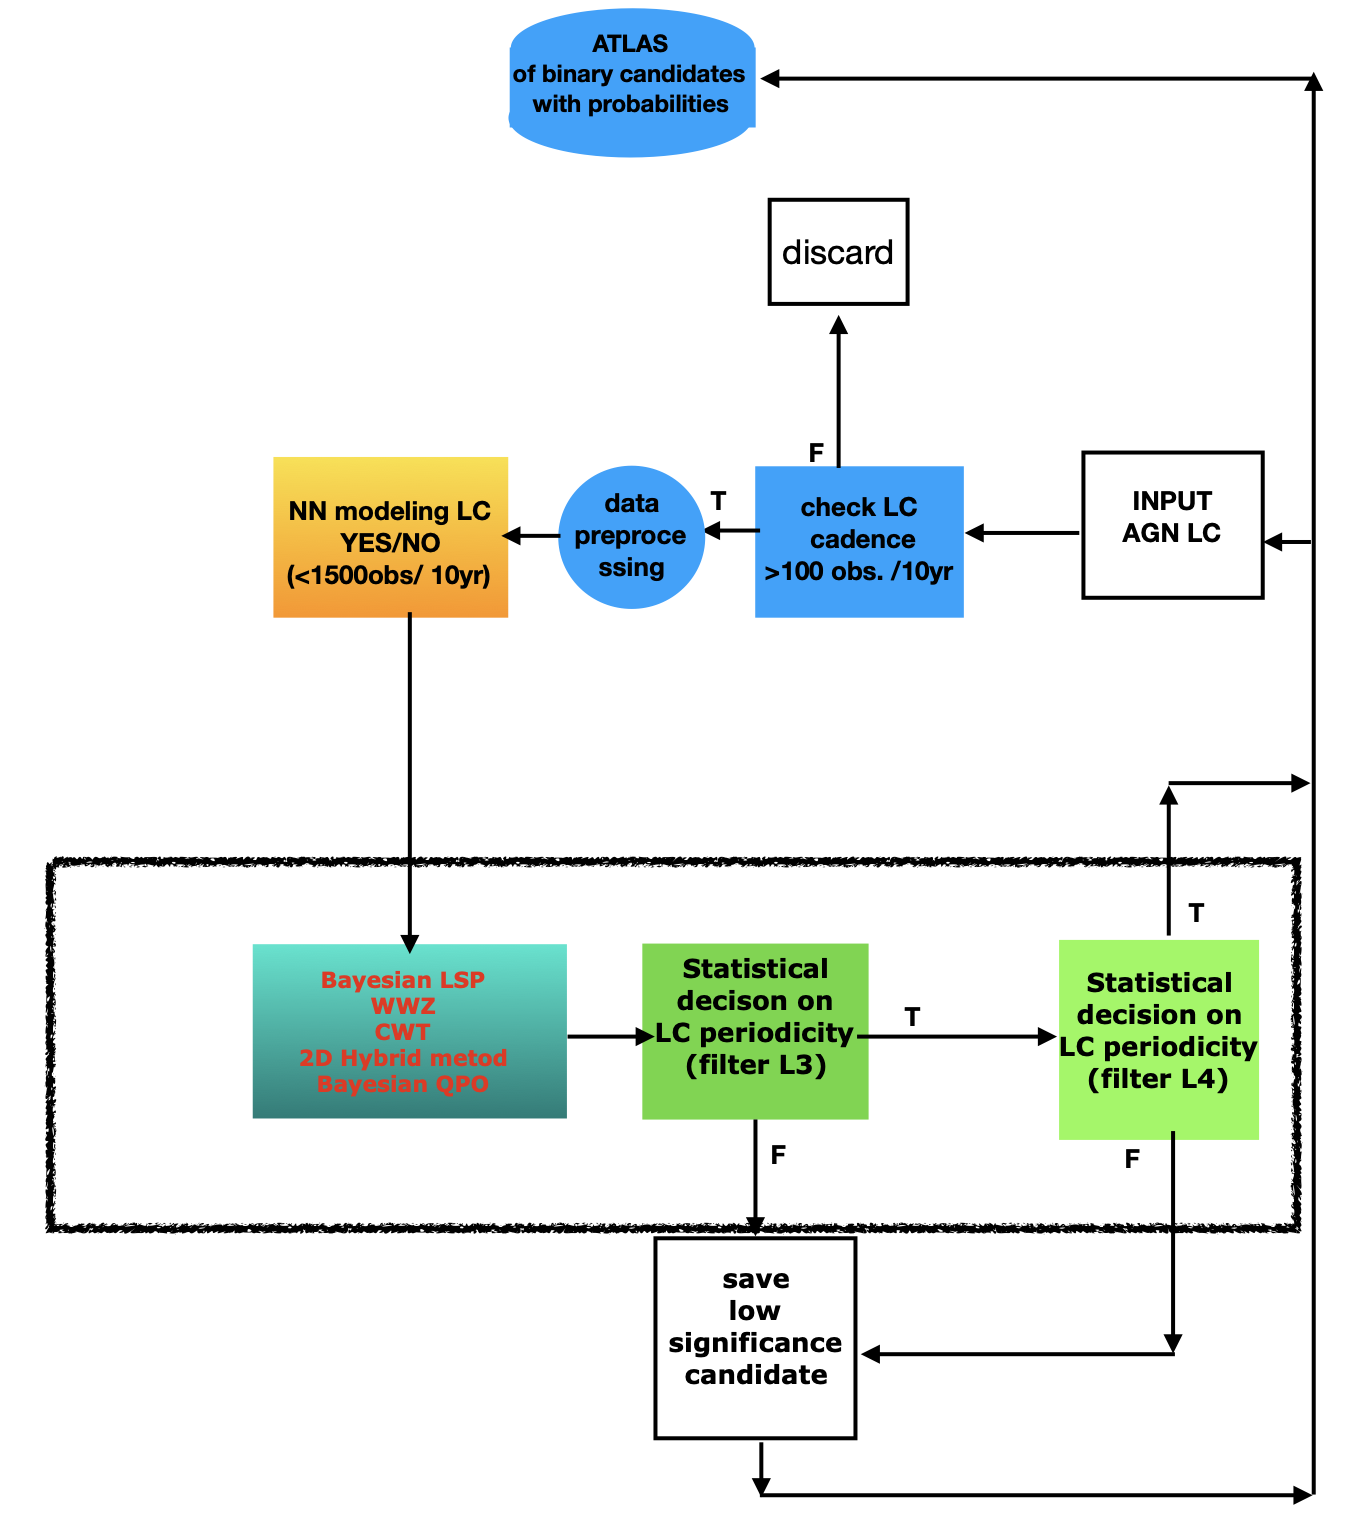 ATLAS
of binary candidates
with probabilities
discard
F
T
NN modeling LC
YES/NO
(<1500obs/ 10yr)
data
preproce
ssing
check LC
cadence
>100 obs. /10yr
INPUT
AGN LC
T
Bayesian LSP
WWZ
CWT
2D Hybrid metod
Bayesian QPO
Statistical
decison on
LC periodicity
(filter L3)
T
Statistical
decision on
LC periodicity
(filter L4)
F
F
save
low
significance
candidate